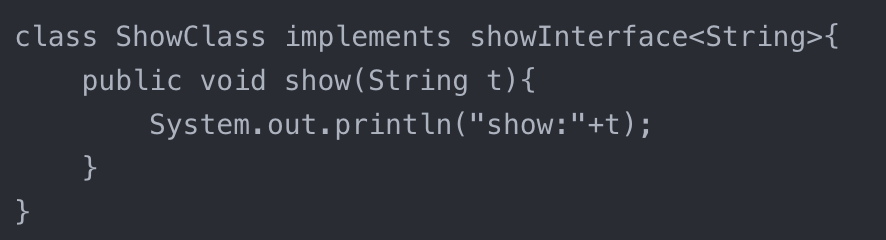 class ShowClass implements showInterface<String>{
    public void show(String t){
        System.out.println("show:"+t);
    }
}